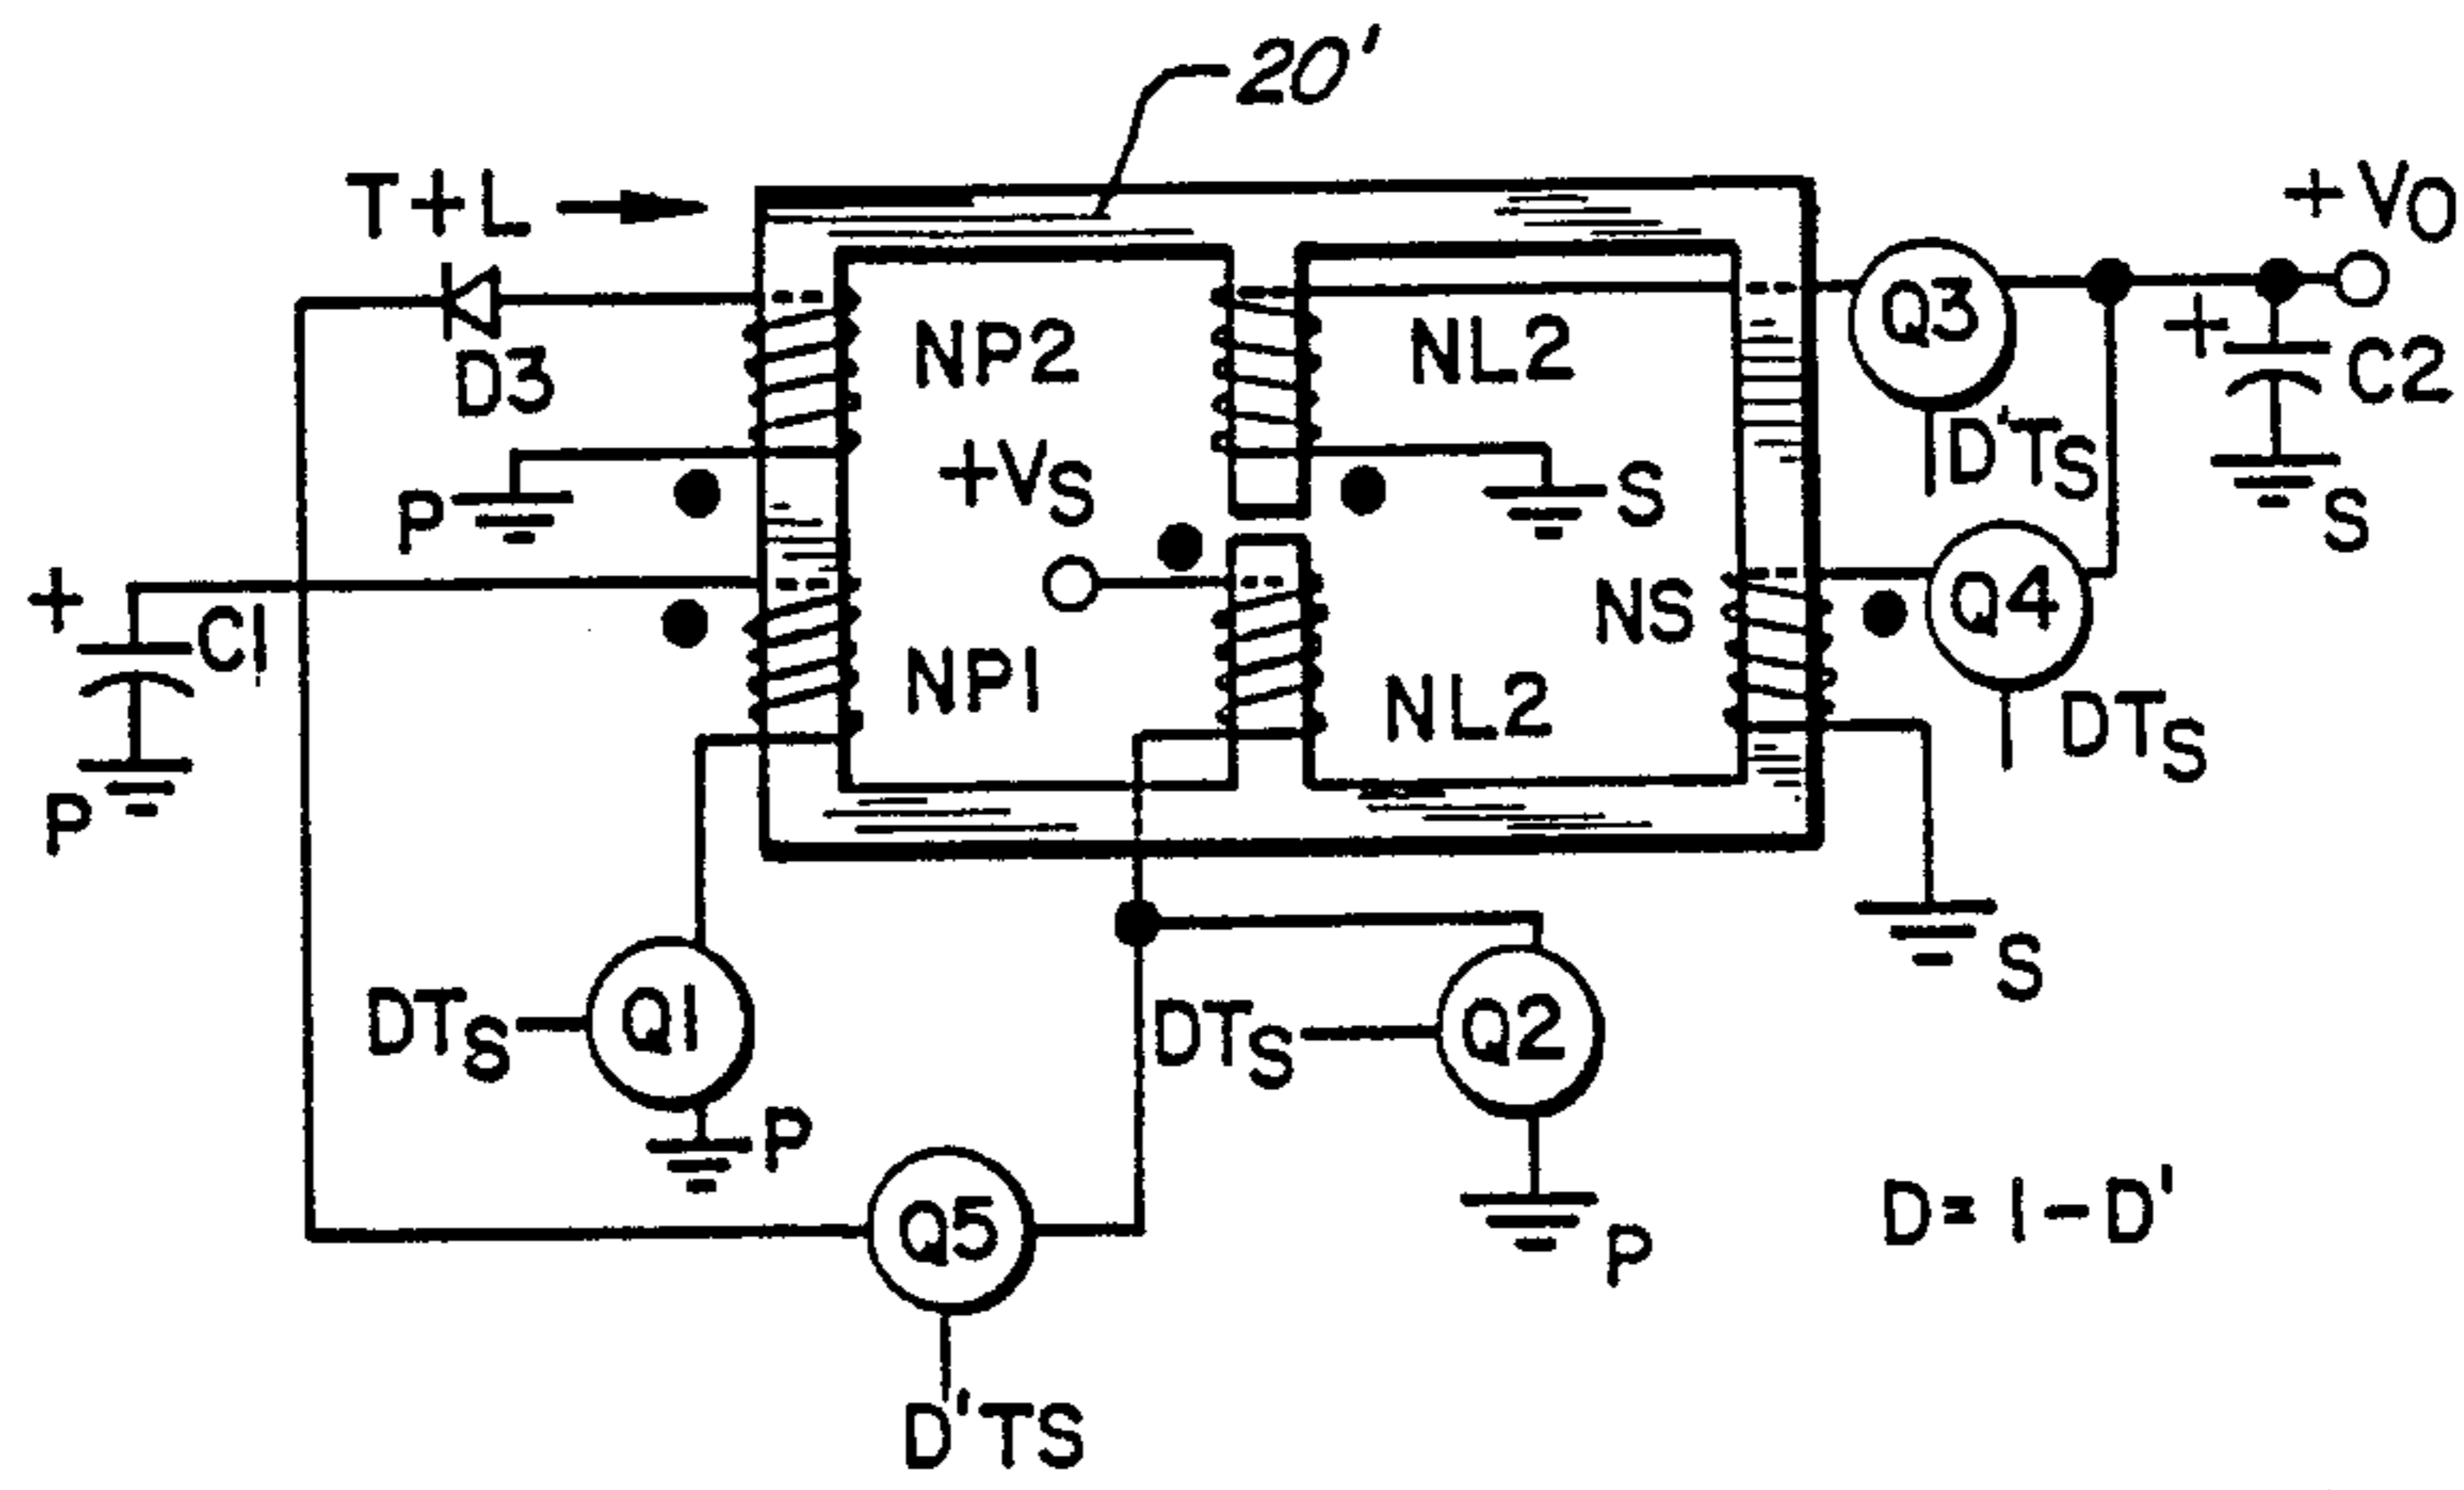 20'
T+L
+VO
Q3
NP2
NL2
C2
D3
D'TS
+VS
S
P
S
+
+
C1
Q4
NS
NP1
NL2
DTS
P
S
DTS
Q1
DTS
Q2
P
Q5
D=1-D'
P
D'TS